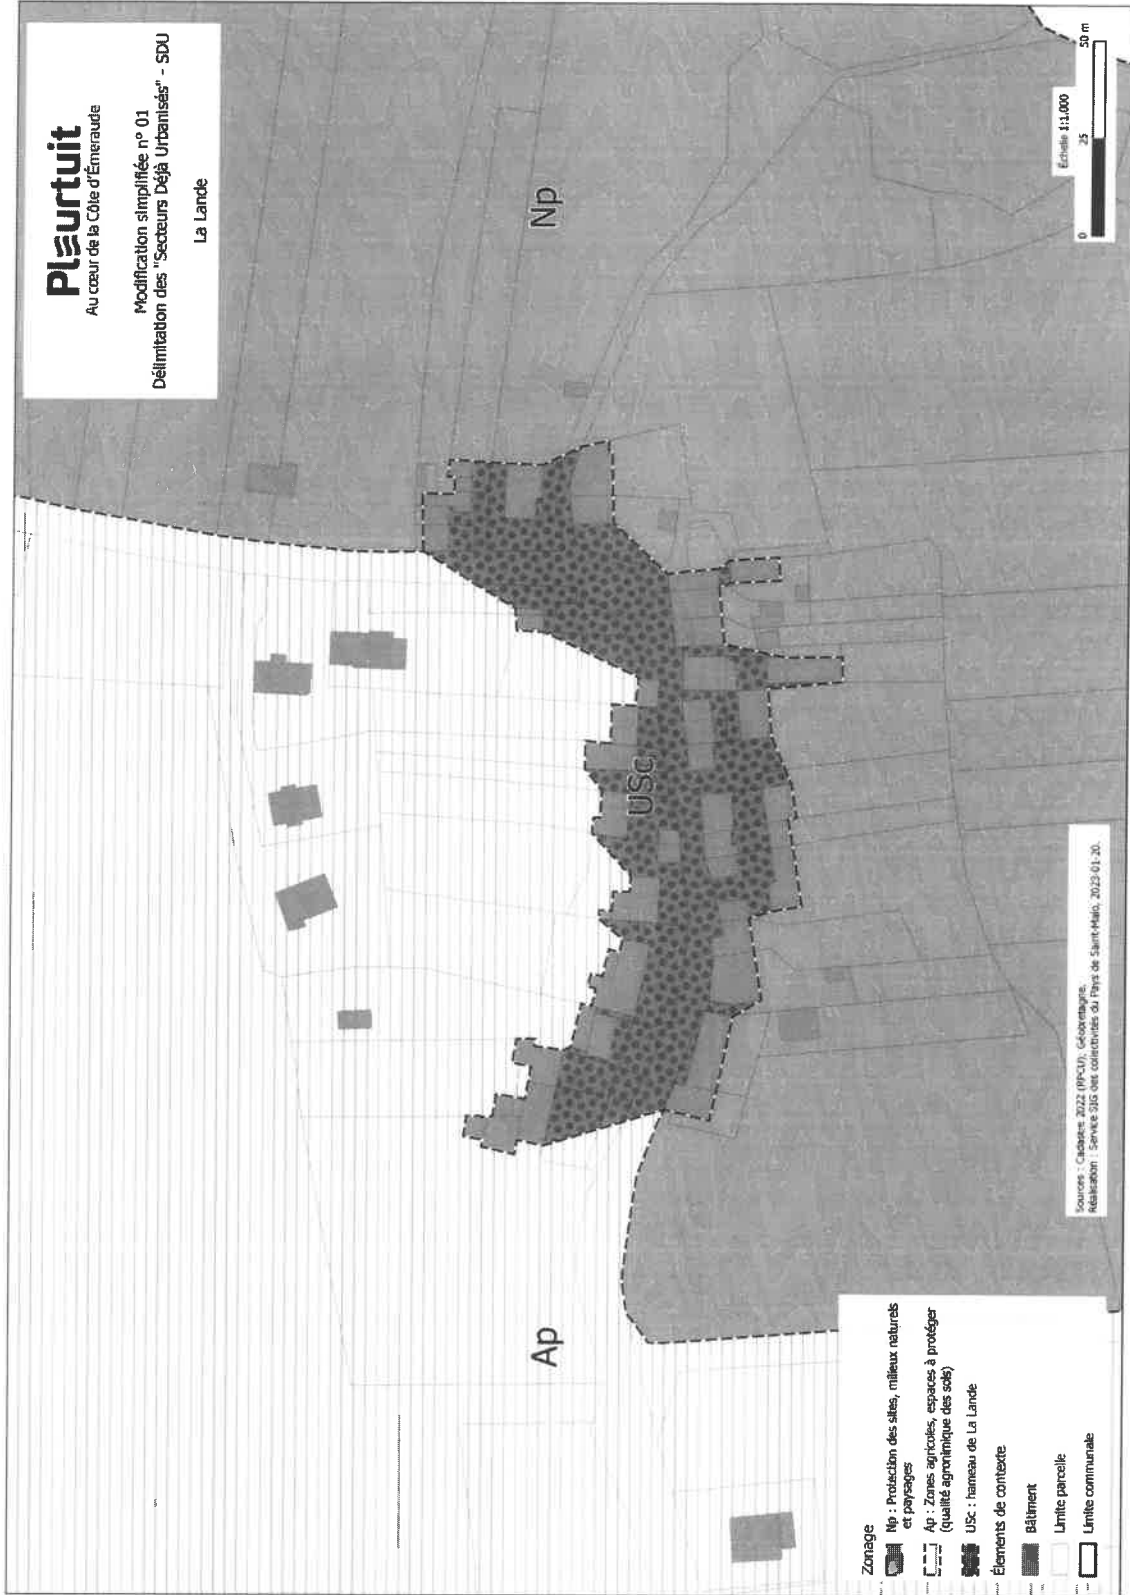 Pleurtuit
Au cœur de la Côte d'Émeraude
Modification simplifiée n° 01
Délimitation des "Secteurs Déjà Urbanisés" - SDU
La Lande
Np
USc
Ap
Échelle 1:1.000
0 25 50 m
Zonage
Np : Protection des sites, milieux naturels
et paysages
Ap : Zones agricoles, espaces à protéger
(qualité agronimique des sols)
USc : hameau de La Lande
Éléments de contexte
Bâtiment
Limite parcelle
Limite communale
Sources : Cadastre 2022 (RPCU), Géobretagne.
Réalisation : Service SIG des collectivités du Pays de Saint-Malo, 2023-01-20.